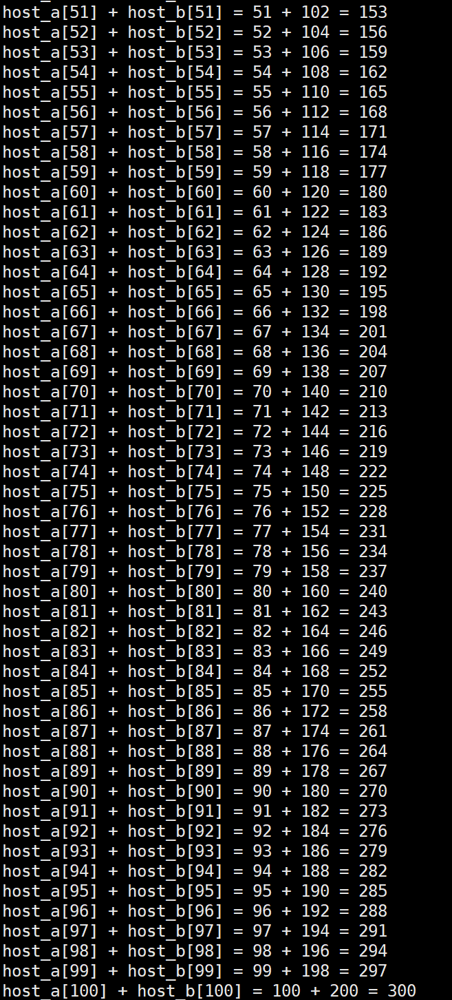 host_a[51] + host_b[51] = 51 + 102 = 153
host_a[52] + host_b[52] = 52 + 104 = 156
host_a[53] + host_b[53] = 53 + 106 = 159
host_a[54] + host_b[54] = 54 + 108 = 162
host_a[55] + host_b[55] = 55 + 110 = 165
host_a[56] + host_b[56] = 56 + 112 = 168
host_a[57] + host_b[57] = 57 + 114 = 171
host_a[58] + host_b[58] = 58 + 116 = 174
host_a[59] + host_b[59] = 59 + 118 = 177
host_a[60] + host_b[60] = 60 + 120 = 180
host_a[61] + host_b[61] = 61 + 122 = 183
host_a[62] + host_b[62] = 62 + 124 = 186
host_a[63] + host_b[63] = 63 + 126 = 189
host_a[64] + host_b[64] = 64 + 128 = 192
host_a[65] + host_b[65] = 65 + 130 = 195
host_a[66] + host_b[66] = 66 + 132 = 198
host_a[67] + host_b[67] = 67 + 134 = 201
host_a[68] + host_b[68] = 68 + 136 = 204
host_a[69] + host_b[69] = 69 + 138 = 207
host_a[70] + host_b[70] = 70 + 140 = 210
host_a[71] + host_b[71] = 71 + 142 = 213
host_a[72] + host_b[72] = 72 + 144 = 216
host_a[73] + host_b[73] = 73 + 146 = 219
host_a[74] + host_b[74] = 74 + 148 = 222
host_a[75] + host_b[75] = 75 + 150 = 225
host_a[76] + host_b[76] = 76 + 152 = 228
host_a[77] + host_b[77] = 77 + 154 = 231
host_a[78] + host_b[78] = 78 + 156 = 234
host_a[79] + host_b[79] = 79 + 158 = 237
host_a[80] + host_b[80] = 80 + 160 = 240
host_a[81] + host_b[81] = 81 + 162 = 243
host_a[82] + host_b[82] = 82 + 164 = 246
host_a[83] + host_b[83] = 83 + 166 = 249
host_a[84] + host_b[84] = 84 + 168 = 252
host_a[85] + host_b[85] = 85 + 170 = 255
host_a[86] + host_b[86] = 86 + 172 = 258
host_a[87] + host_b[87] = 87 + 174 = 261
host_a[88] + host_b[88] = 88 + 176 = 264
host_a[89] + host_b[89] = 89 + 178 = 267
host_a[90] + host_b[90] = 90 + 180 = 270
host_a[91] + host_b[91] = 91 + 182 = 273
host_a[92] + host_b[92] = 92 + 184 = 276
host_a[93] + host_b[93] = 93 + 186 = 279
host_a[94] + host_b[94] = 94 + 188 = 282
host_a[95] + host_b[95] = 95 + 190 = 285
host_a[96] + host_b[96] = 96 + 192 = 288
host_a[97] + host_b[97] = 97 + 194 = 291
host_a[98] + host_b[98] = 98 + 196 = 294
host_a[99] + host_b[99] = 99 + 198 = 297
host_a[100] + host_b[100] = 100 + 200 = 300